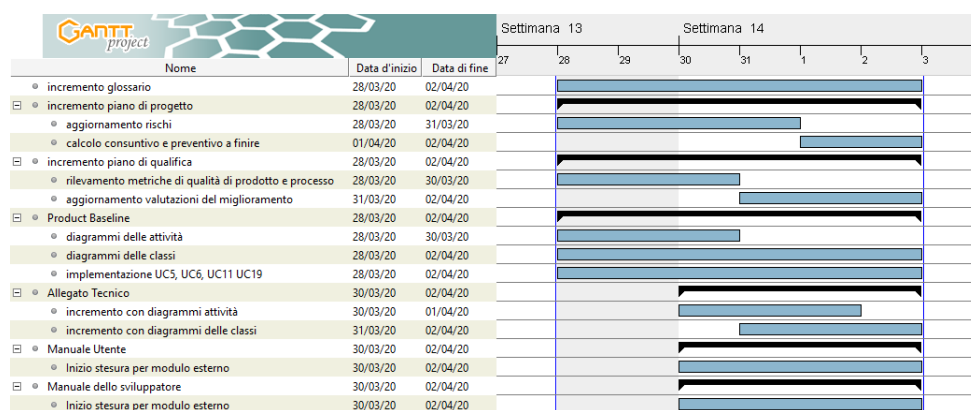 GANTT project
Settimana 13 Settimana 14
Nome Data d'inizio Data di fine 27 28 29 30 31 1 2 3
incremento glossario 28/03/20 02/04/20
incremento piano di progetto 28/03/20 02/04/20
aggiornamento rischi 28/03/20 31/03/20
calcolo consuntivo e preventivo a finire 01/04/20 02/04/20
incremento piano di qualifica 28/03/20 02/04/20
rilevamento metriche di qualità di prodotto e processo 28/03/20 30/03/20
aggiornamento valutazioni del miglioramento 31/03/20 02/04/20
Product Baseline 28/03/20 02/04/20
diagrammi delle attività 28/03/20 30/03/20
diagrammi delle classi 28/03/20 02/04/20
implementazione UC5, UC6, UC11 UC19 28/03/20 02/04/20
Allegato Tecnico 30/03/20 02/04/20
incremento con diagrammi attività 30/03/20 01/04/20
incremento con diagrammi delle classi 31/03/20 02/04/20
Manuale Utente 30/03/20 02/04/20
Inizio stesura per modulo esterno 30/03/20 02/04/20
Manuale dello sviluppatore 30/03/20 02/04/20
Inizio stesura per modulo esterno 30/03/20 02/04/20